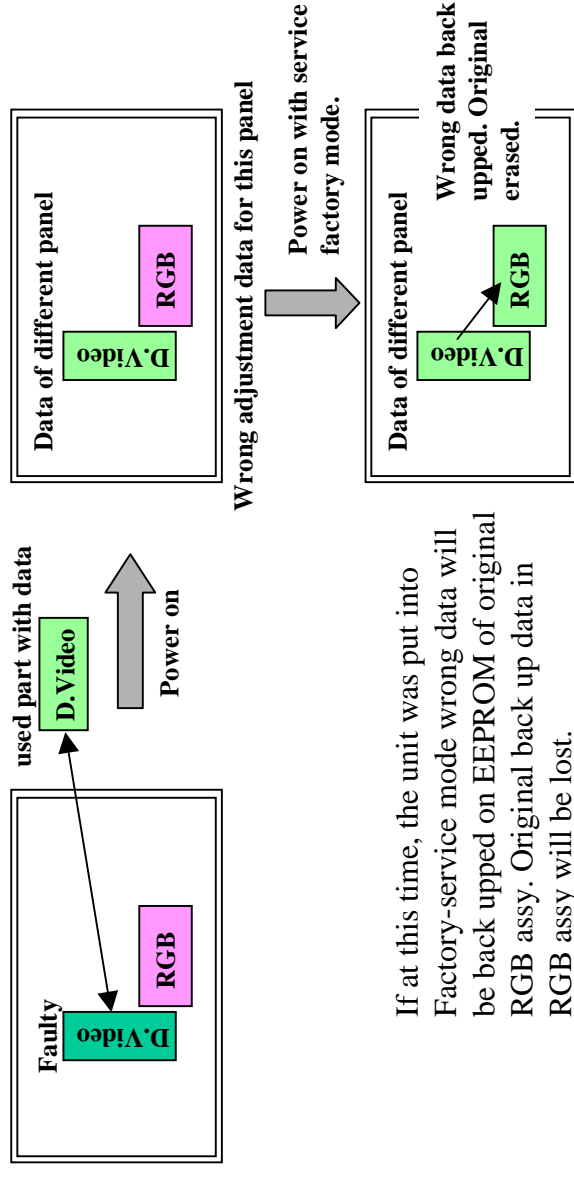 used part with data
Faulty
D.Video
RGB
D.Video
Power on
Data of different panel
D.Video
RGB
Wrong adjustment data for this panel
Power on with service
factory mode.
If at this time, the unit was put into
Factory-service mode wrong data will
be back upped on EEPROM of original
RGB assy. Original back up data in
RGB assy will be lost.
Data of different panel
D.Video
RGB
Wrong data back
upped. Original
erased.